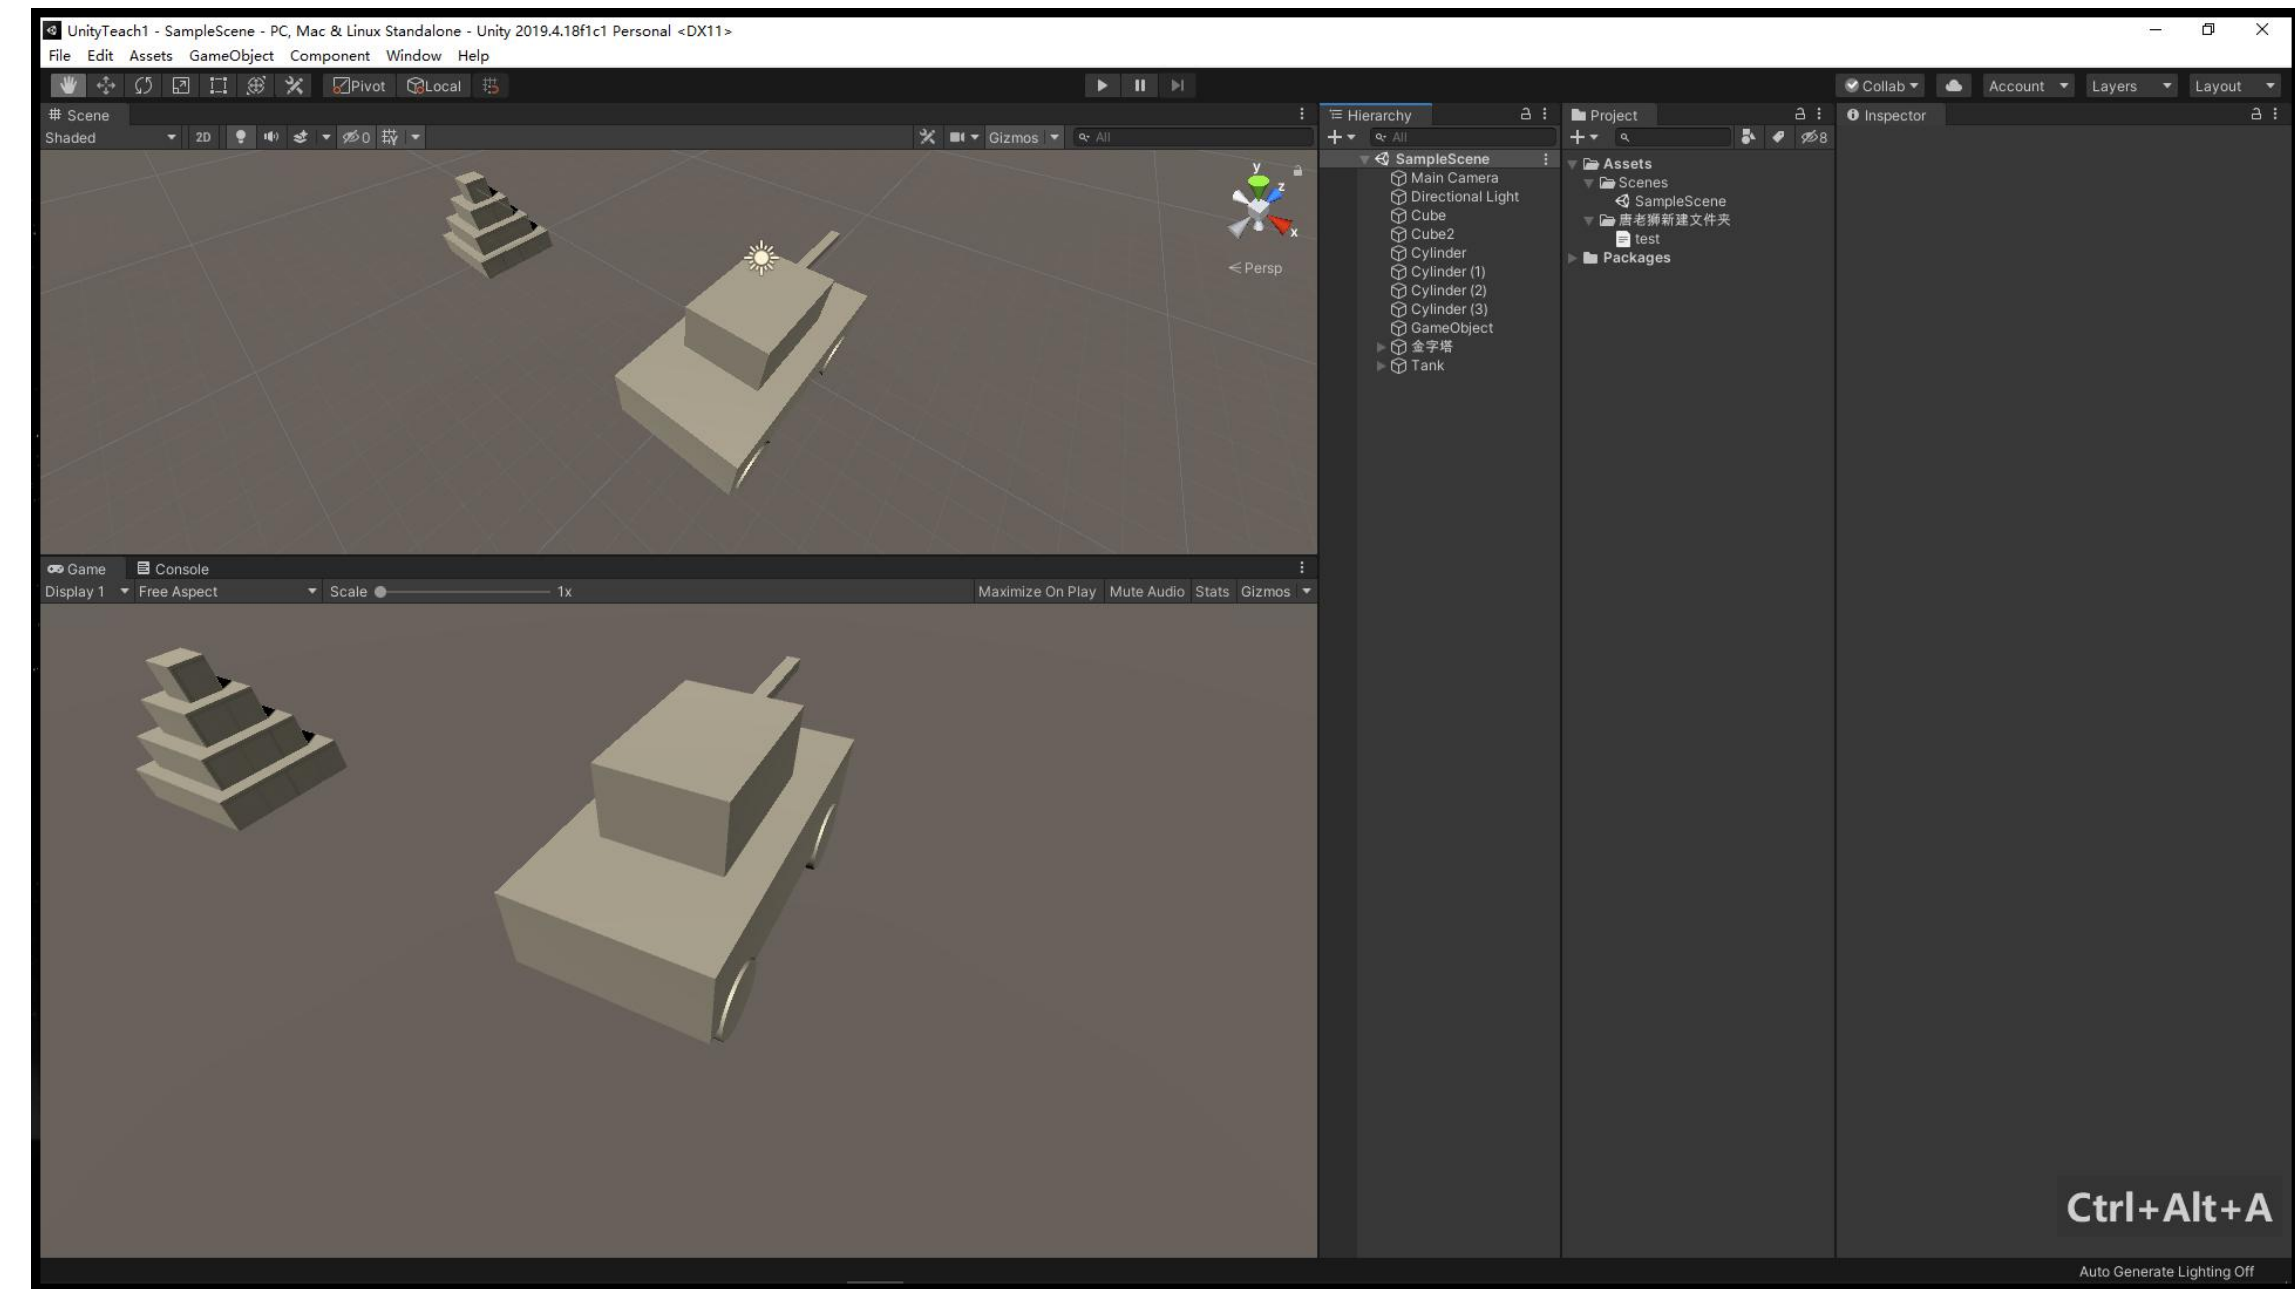 UnityTeach1 - SampleScene - PC, Mac & Linux Standalone - Unity 2019.4.18f1c1 Personal <DX11>
File Edit Assets GameObject Component Window Help
Pivot Local Collab Account Layers Layout
Scene
Shaded 2D 0 Gizmos All
y
z
x
Persp
Game Console
Display 1 Free Aspect Scale 1x Maximize On Play Mute Audio Stats Gizmos
Hierarchy
All
SampleScene
Main Camera
Directional Light
Cube
Cube2
Cylinder
Cylinder (1)
Cylinder (2)
Cylinder (3)
GameObject
金字塔
Tank
Project
8
Assets
Scenes
SampleScene
唐老狮新建文件夹
test
Packages
Inspector
Ctrl+Alt+A
Auto Generate Lighting Off